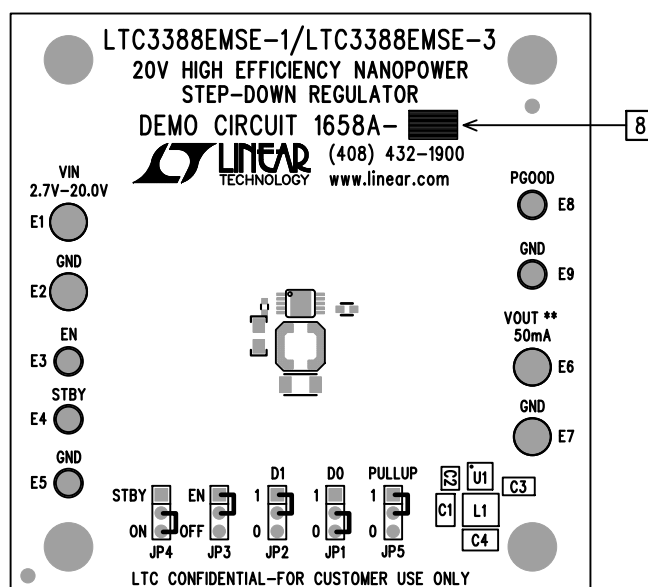 LTC3388EMSE-1/LTC3388EMSE-3
20V HIGH EFFICIENCY NANOPOWER
STEP-DOWN REGULATOR
DEMO CIRCUIT 1658A-
8
LINEAR
TECHNOLOGY
(408) 432-1900
www.linear.com
VIN
2.7V-20.0V
E1
GND
E2
EN
E3
STBY
E4
GND
E5
PGOOD
E8
GND
E9
VOUT **
50mA
E6
GND
E7
STBY
ON
JP4
EN
OFF
JP3
D1
1
0
JP2
D0
1
0
JP1
PULLUP
1
0
JP5
C2
U1
C3
C1
L1
C4
LTC CONFIDENTIAL-FOR CUSTOMER USE ONLY